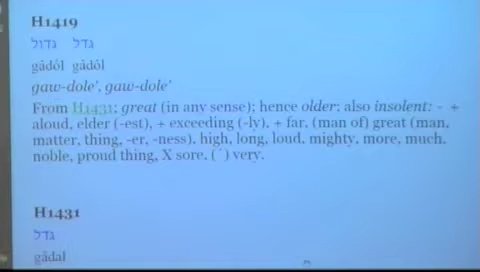 H1419
גדל גדול
gâdôl gâdôl
gaw-dole', gaw-dole'
From H1431; great (in any sense); hence older; also insolent: - +
aloud, elder (-est), + exceeding (-ly), + far, (man of) great (man,
matter, thing, -er, -ness), high, long, loud, mighty, more, much,
noble, proud thing, X sore, (´) very.
H1431
גדל
gâdal